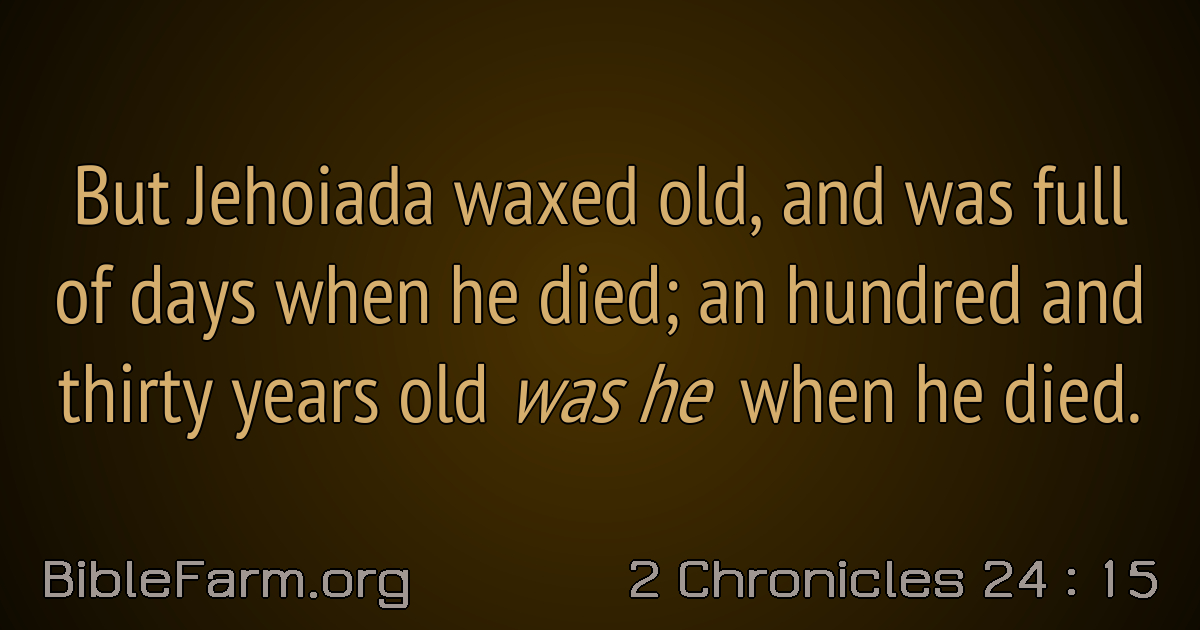 But Jehoiada waxed old, and was full
of days when he died; an hundred and
thirty years old was he when he died.
BibleFarm.org
2 Chronicles 24 : 15